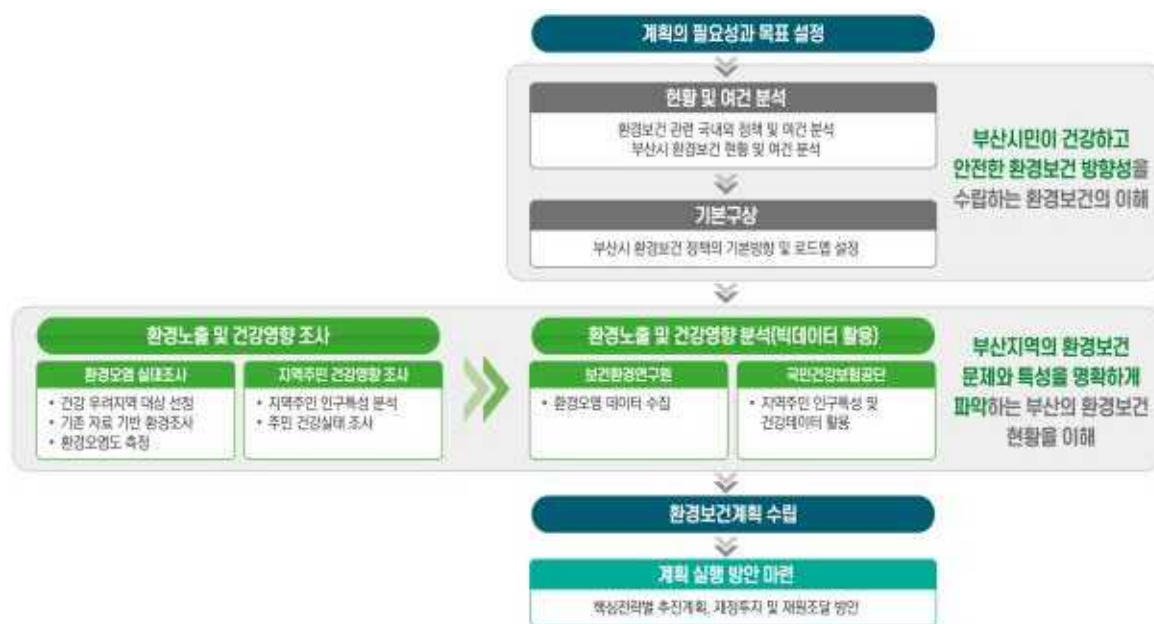 계획의 필요성과 목표 설정
현황 및 여건 분석
환경보건 관련 국내외 정책 및 여건 분석
부산시 환경보건 현황 및 여건 분석
기본구상
부산시 환경보건 정책의 기본방향 및 로드맵 설정
부산시민이 건강하고
안전한 환경보건 방향성을
수립하는 환경보건의 이해
환경노출 및 건강영향 조사
환경오염 실태조사
• 건강 우려지역 대상 선정
• 기존 자료 기반 환경조사
• 환경오염도 측정
지역주민 건강영향 조사
• 지역주민 인구특성 분석
• 주민 건강실태 조사
환경노출 및 건강영향 분석(빅데이터 활용)
보건환경연구원
• 환경오염 데이터 수집
국민건강보험공단
• 지역주민 인구특성 및
건강데이터 활용
부산지역의 환경보건
문제와 특성을 명확하게
파악하는 부산의 환경보건
현황을 이해
환경보건계획 수립
계획 실행 방안 마련
핵심전략별 추진계획, 재정투자 및 재원조달 방안